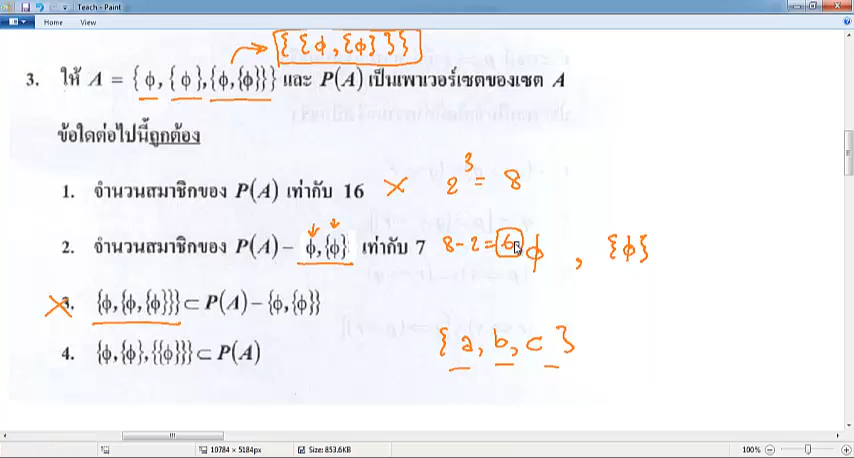 Teach - Paint
Home View
{ { ϕ , { ϕ } } }
3. ให้ A = { ϕ, { ϕ }, {ϕ, {ϕ}} } และ P(A) เป็นเพาเวอร์เซตของเซต A
ข้อใดต่อไปนี้ถูกต้อง
1. จำนวนสมาชิกของ P(A) เท่ากับ 16 × 2³ = 8
2. จำนวนสมาชิกของ P(A) – ϕ, {ϕ} เท่ากับ 7 8 - 2 = 6 ϕ , {ϕ}
3. {ϕ, {ϕ, {ϕ}}} ⊂ P(A) – {ϕ, {ϕ}}
{ a, b, c }
4. {ϕ, {ϕ}, {{ϕ}}} ⊂ P(A)
10784 × 5184px Size: 853.6KB 100%